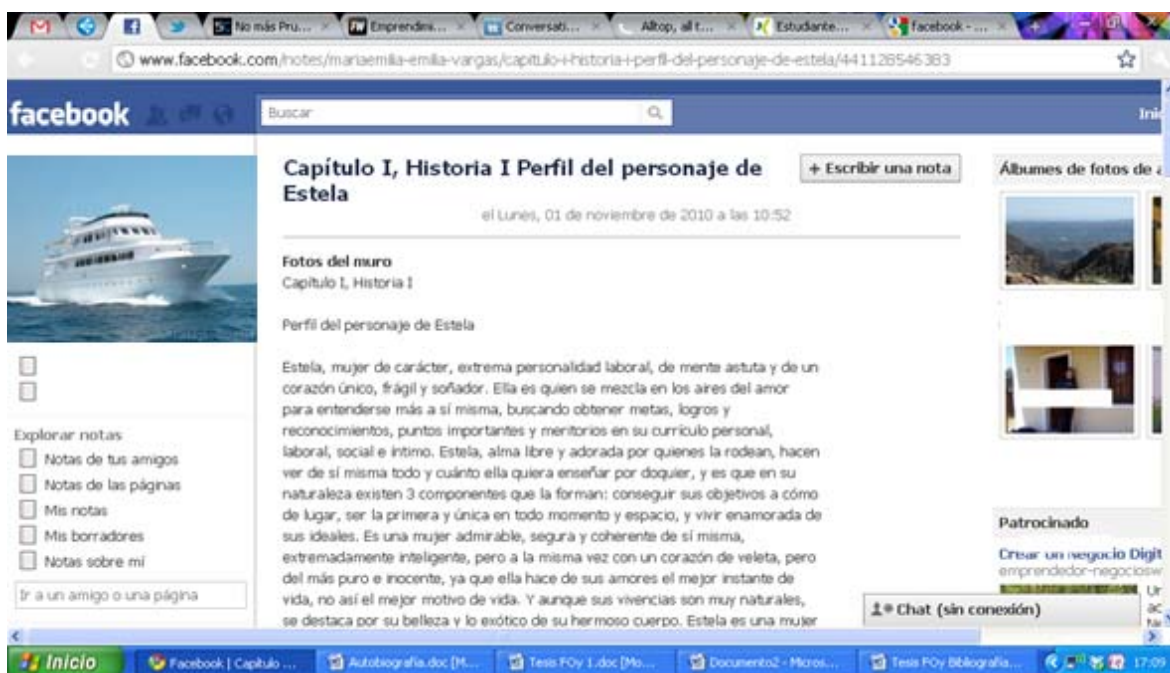 No más Pru...
Emprendimi...
Conversati...
Alltop, all t...
Estudiante...
facebook - ...
www.facebook.com/notes/mariaemilia-emilia-vargas/capitulo-i-historia-i-perfil-del-personaje-de-estela/441128546383
facebook
Buscar
Inic
Capítulo I, Historia I Perfil del personaje de
Estela
+ Escribir una nota
el Lunes, 01 de noviembre de 2010 a las 10:52
Fotos del muro
Capítulo I, Historia I
Perfil del personaje de Estela
Estela, mujer de carácter, extrema personalidad laboral, de mente astuta y de un
corazón único, frágil y soñador. Ella es quien se mezcla en los aires del amor
para entenderse más a sí misma, buscando obtener metas, logros y
reconocimientos, puntos importantes y meritorios en su currículo personal,
laboral, social e íntimo. Estela, alma libre y adorada por quienes la rodean, hacen
ver de sí misma todo y cuánto ella quiera enseñar por doquier, y es que en su
naturaleza existen 3 componentes que la forman: conseguir sus objetivos a cómo
de lugar, ser la primera y única en todo momento y espacio, y vivir enamorada de
sus ideales. Es una mujer admirable, segura y coherente de sí misma,
extremadamente inteligente, pero a la misma vez con un corazón de veleta, pero
del más puro e inocente, ya que ella hace de sus amores el mejor instante de
vida, no así el mejor motivo de vida. Y aunque sus vivencias son muy naturales,
se destaca por su belleza y lo exótico de su hermoso cuerpo. Estela es una mujer
Explorar notas
Notas de tus amigos
Notas de las páginas
Mis notas
Mis borradores
Notas sobre mí
Ir a un amigo o una página
Álbumes de fotos de a
Patrocinado
Crear un negocio Digit
emprendedor-negociosw
Chat (sin conexión)
Inicio
Facebook | Capítulo ...
Autobiografía.doc [M...
Tesis FOy 1.doc [Mo...
Documento2 - Micros...
Tesis FOy Bibliografía...
17:09